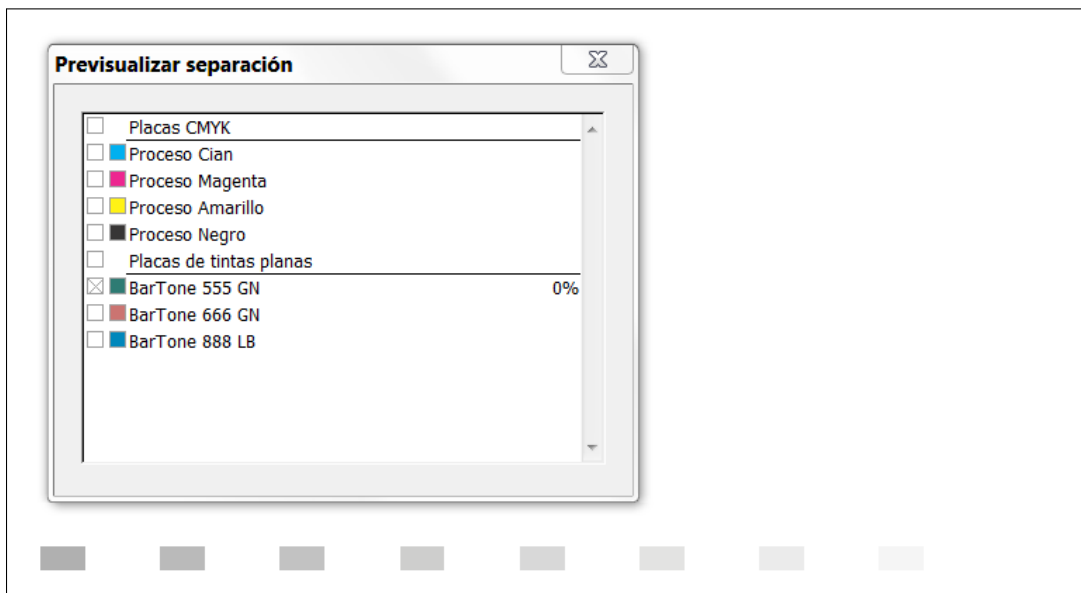 Previsualizar separación
Placas CMYK
Proceso Cian
Proceso Magenta
Proceso Amarillo
Proceso Negro
Placas de tintas planas
BarTone 555 GN 0%
BarTone 666 GN
BarTone 888 LB